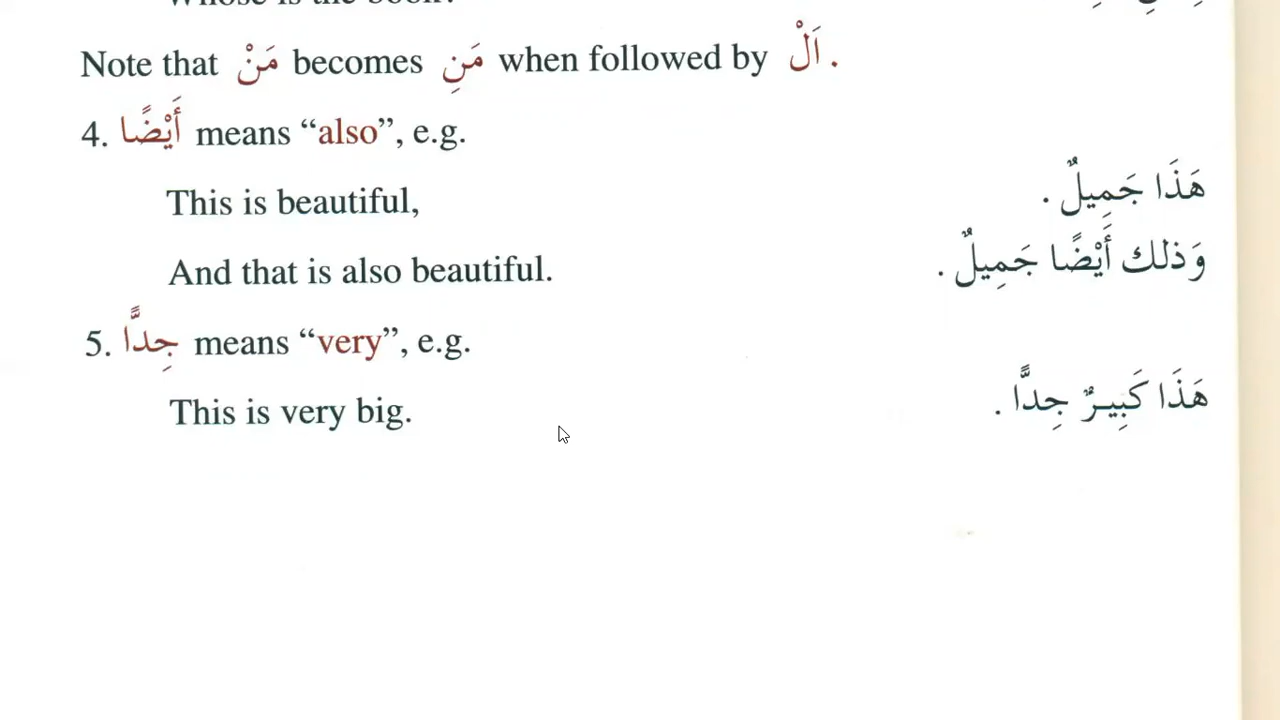 Note that مَنْ becomes مَنِ when followed by اَلْ .
4. أَيْضًا means “also”, e.g.
This is beautiful, هَذَا جَمِيلٌ .
And that is also beautiful. وَذلك أَيْضًا جَمِيلٌ .
5. جِدًّا means “very”, e.g.
This is very big. هَذَا كَبِيرٌ جِدًّا .